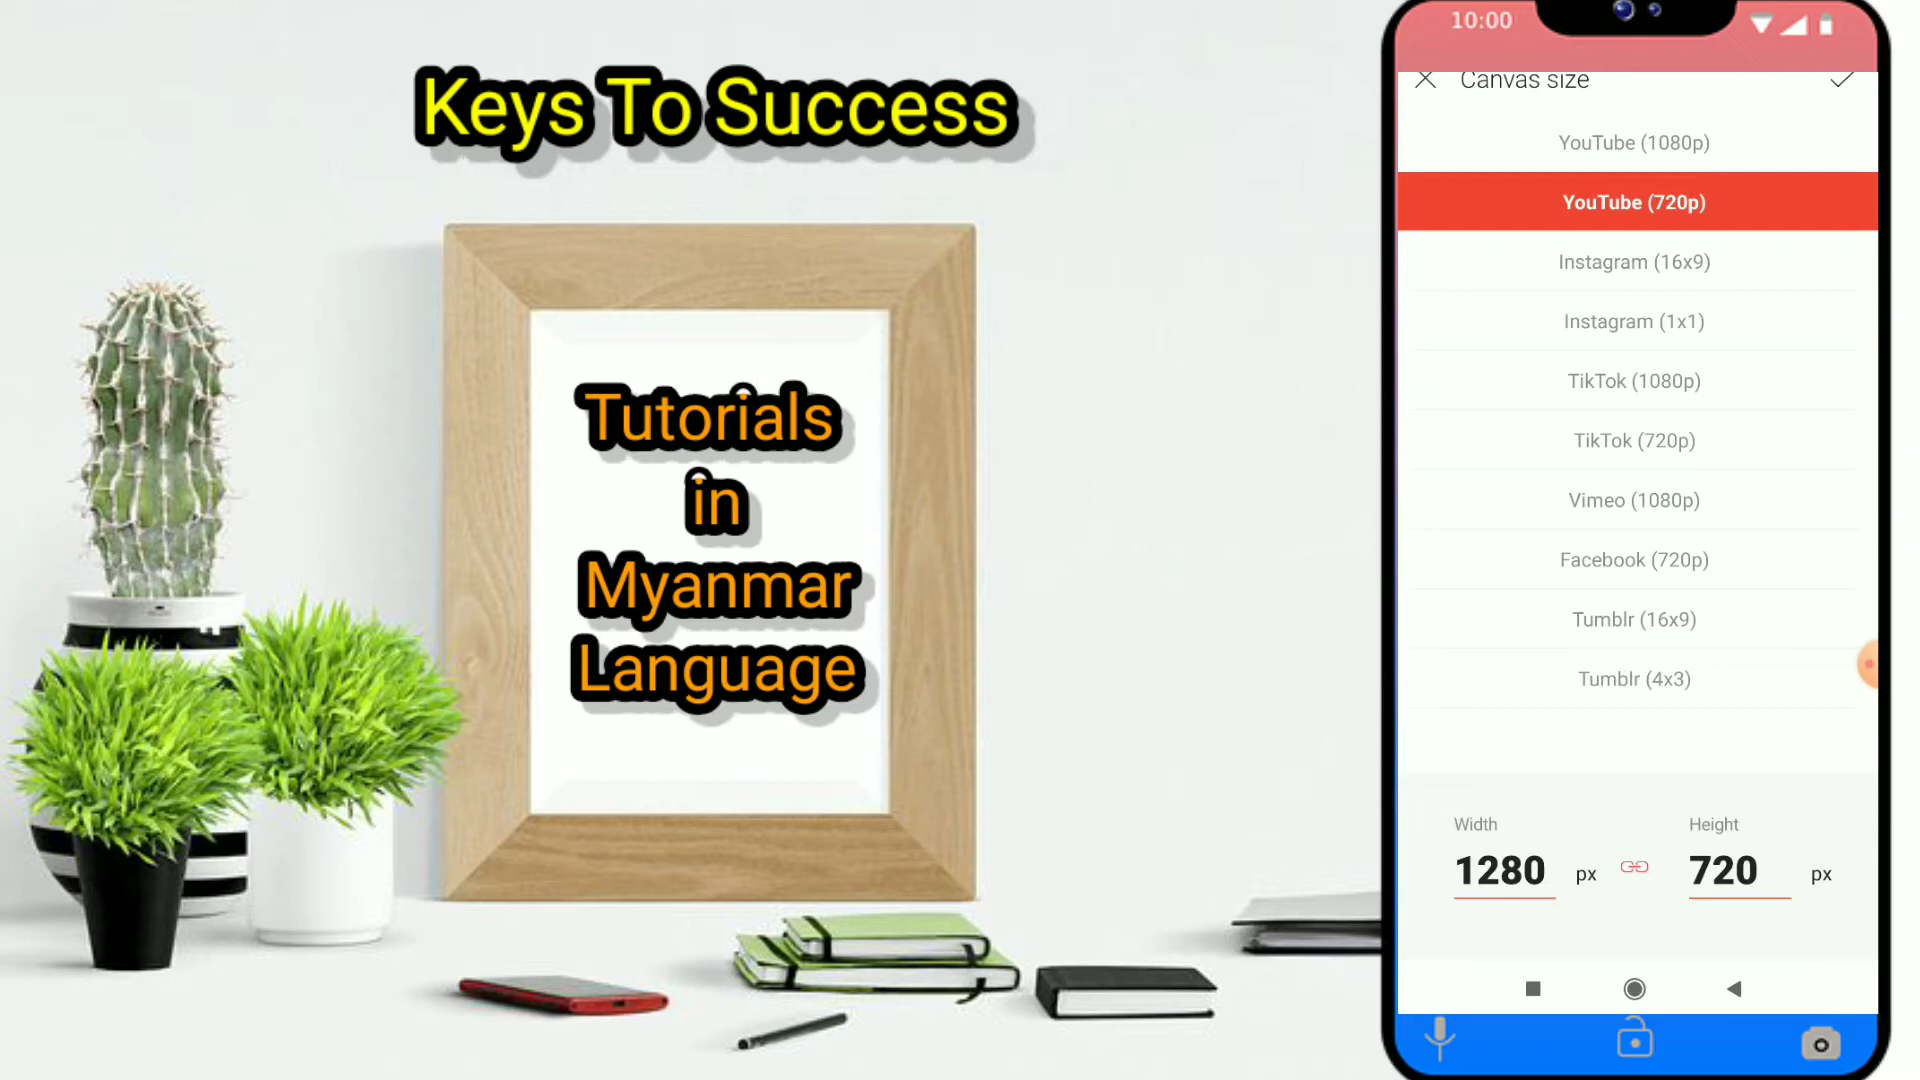 Keys To Success
Tutorials
in
Myanmar
Language
10:00
Canvas size
YouTube (1080p)
YouTube (720p)
Instagram (16x9)
Instagram (1x1)
TikTok (1080p)
TikTok (720p)
Vimeo (1080p)
Facebook (720p)
Tumblr (16x9)
Tumblr (4x3)
Width Height
1280 px 720 px